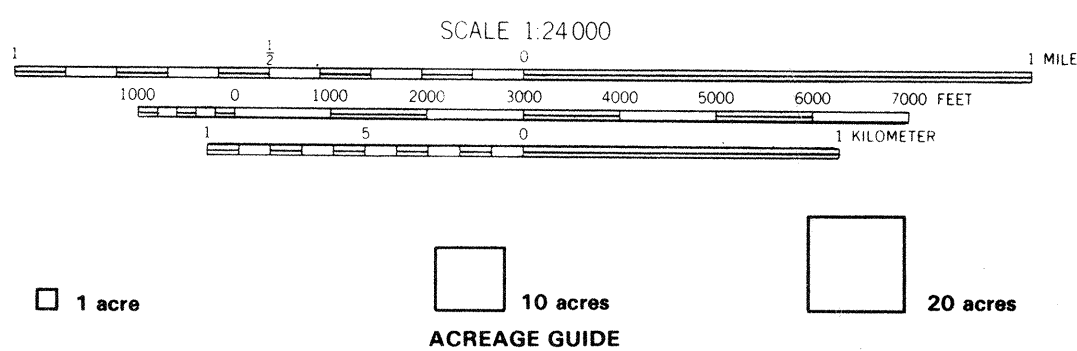 SCALE 1:24 000
1 1/2 0 1 MILE
1000 0 1000 2000 3000 4000 5000 6000 7000 FEET
1 5 0 1 KILOMETER
1 acre 10 acres 20 acres
ACREAGE GUIDE